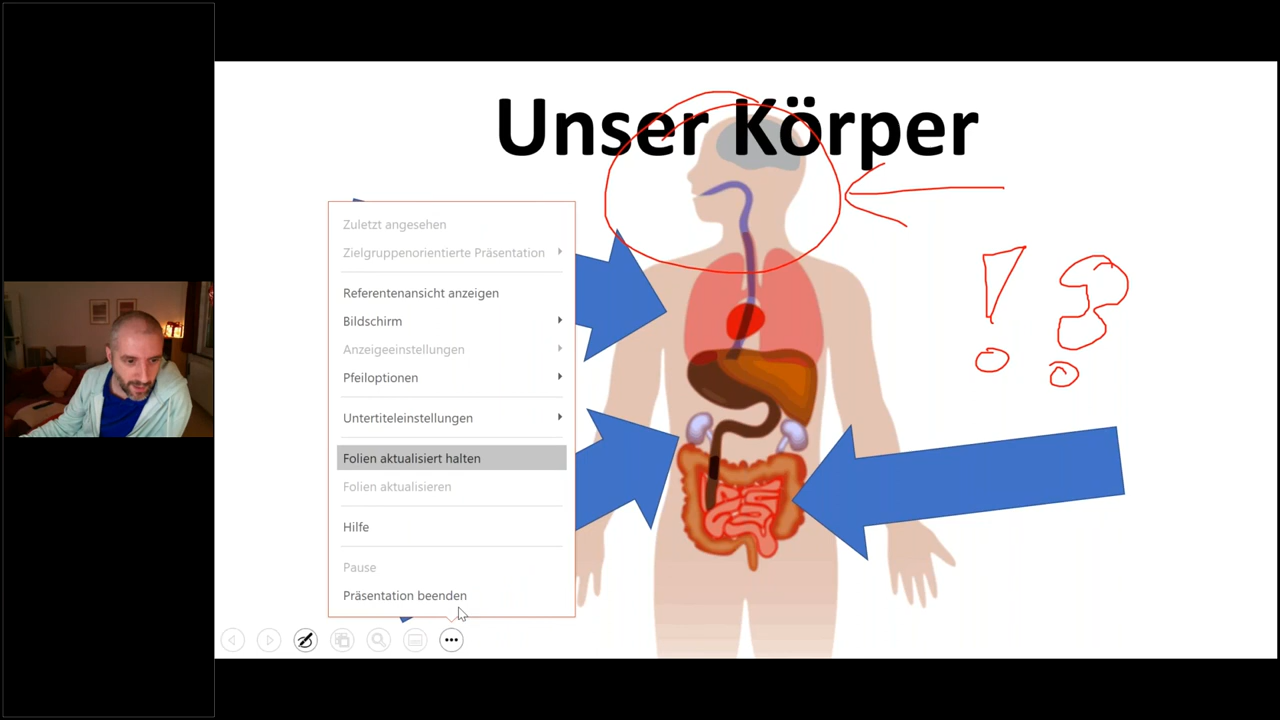 Unser Körper
! ?
Zuletzt angesehen
Zielgruppenorientierte Präsentation
Referentenansicht anzeigen
Bildschirm
Anzeigeeinstellungen
Pfeiloptionen
Untertiteleinstellungen
Folien aktualisiert halten
Folien aktualisieren
Hilfe
Pause
Präsentation beenden